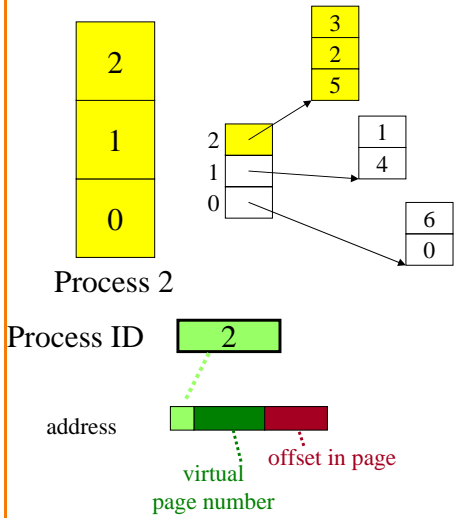 3
2
5
2
1
0
2
1
0
1
4
6
0
Process 2
Process ID 2
address
offset in page
virtual
page number